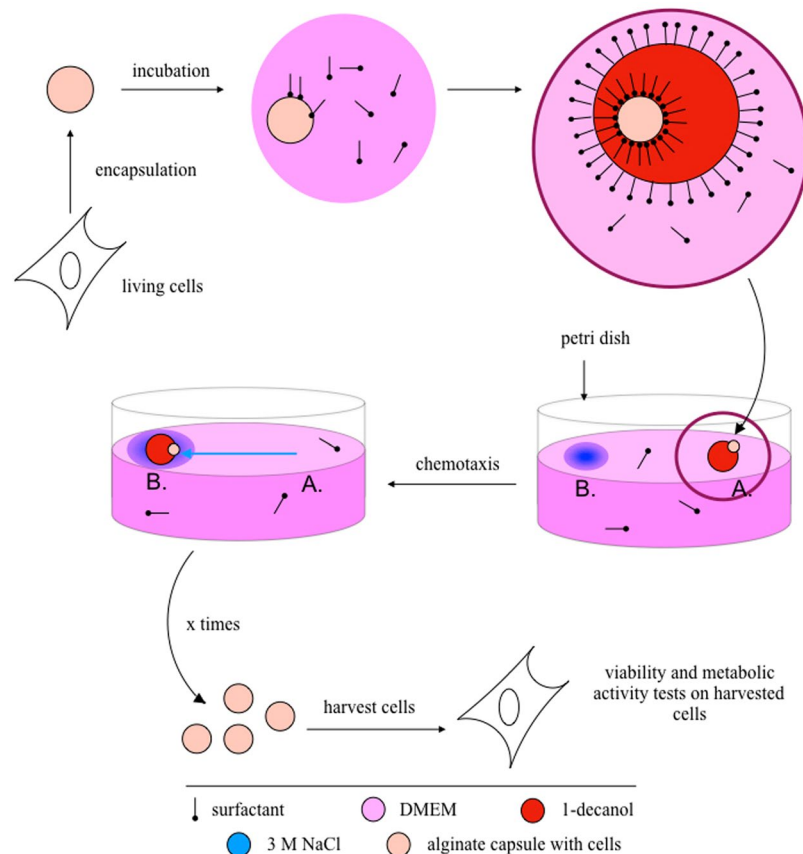 incubation
encapsulation
living cells
petri dish
B.
A.
chemotaxis
B.
A.
x times
harvest cells
viability and metabolic
activity tests on harvested
cells
surfactant
DMEM
1-decanol
3 M NaCl
alginate capsule with cells